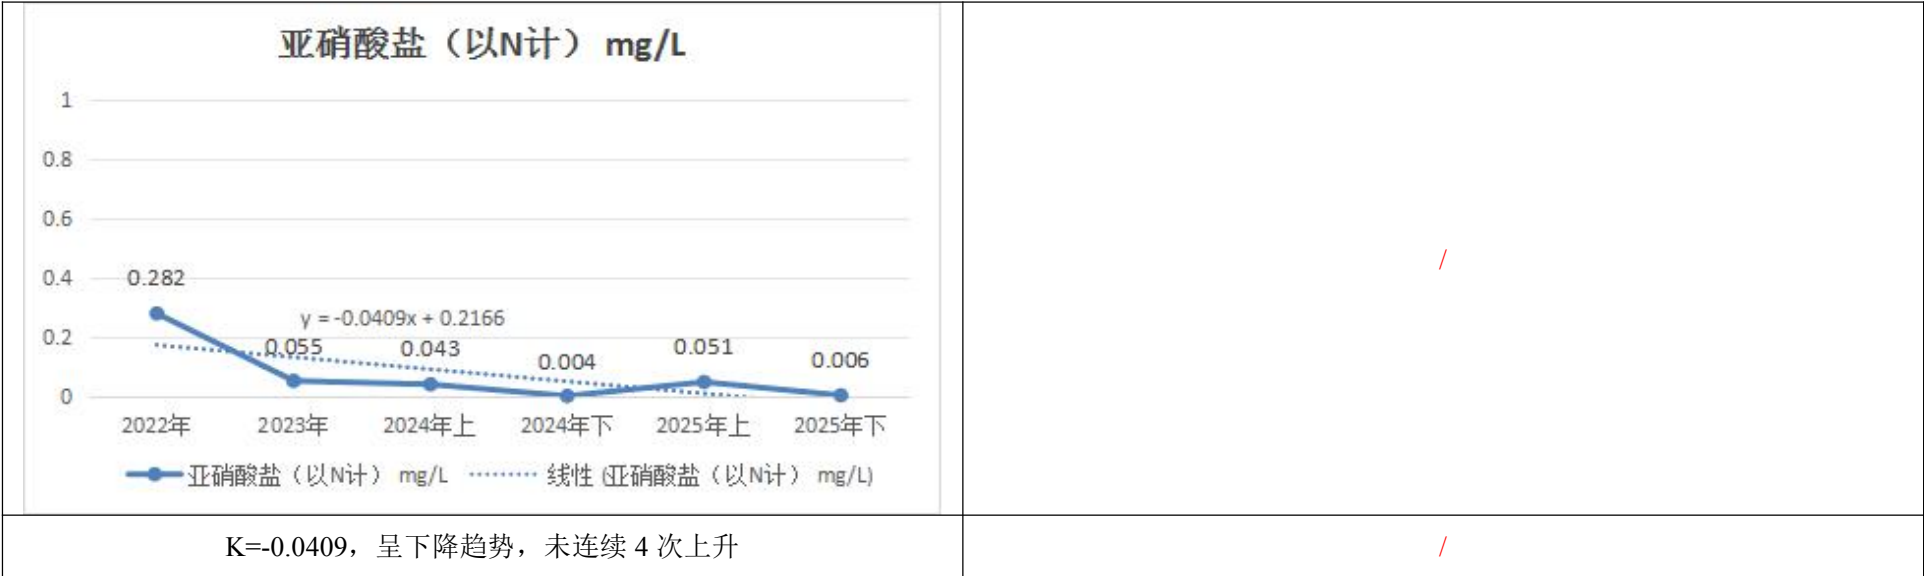 亚硝酸盐（以N计） mg/L
1
0.8
0.6
0.4
0.2
0
0.282
0.055
0.043
0.004
0.051
0.006
y = -0.0409x + 0.2166
2022年 2023年 2024年上 2024年下 2025年上 2025年下
亚硝酸盐（以N计） mg/L 线性 (亚硝酸盐（以N计） mg/L)
/
K=-0.0409，呈下降趋势，未连续 4 次上升
/